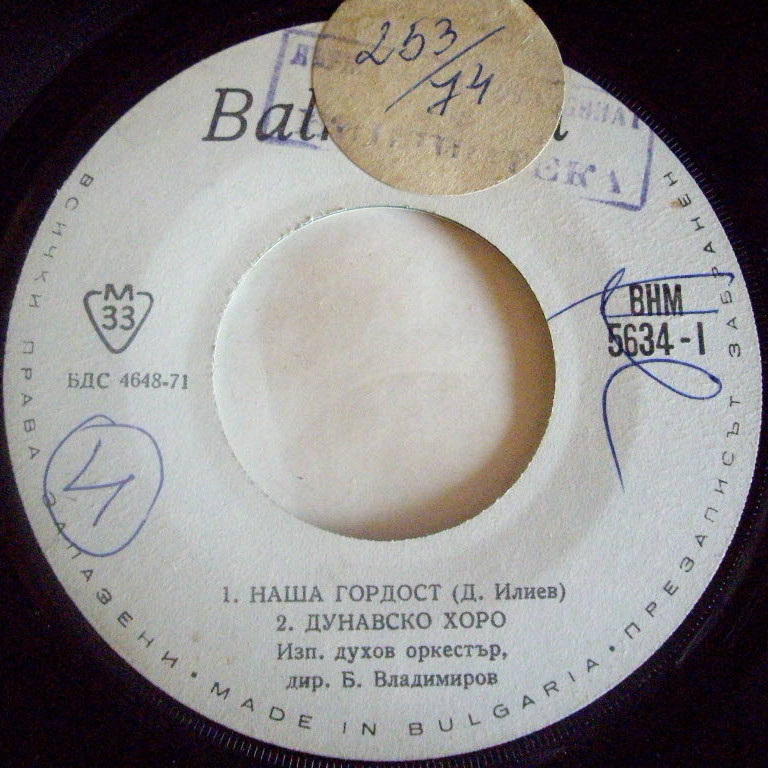 253/74
Bal
M
33
БДС 4648-71
ВНМ
5634-I
1. НАША ГОРДОСТ (Д. Илиев)
2. ДУНАВСКО ХОРО
Изп. духов оркестър,
дир. Б. Владимиров
ВСИЧКИ ПРАВА ЗАПАЗЕНИ • MADE IN BULGARIA • ПРЕЗАПИСЪТ ЗАБРАНЕН